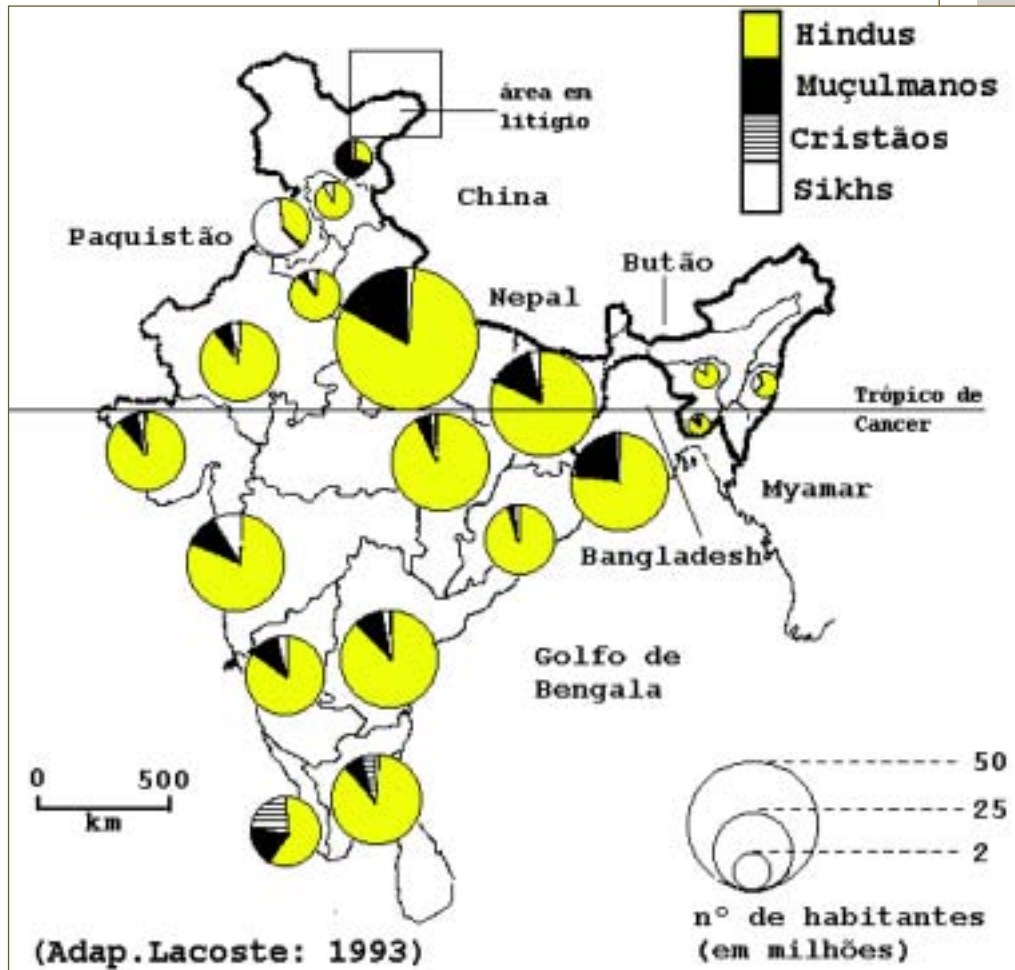 Hindus
Muçulmanos
Cristãos
Sikhs
área em
litígio
China
Paquistão
Butão
Nepal
Trópico de
Cancer
Myamar
Bangladesh
Golfo de
Bengala
0 500
km
50
25
2
n° de habitantes
(em milhões)
(Adap.Lacoste: 1993)